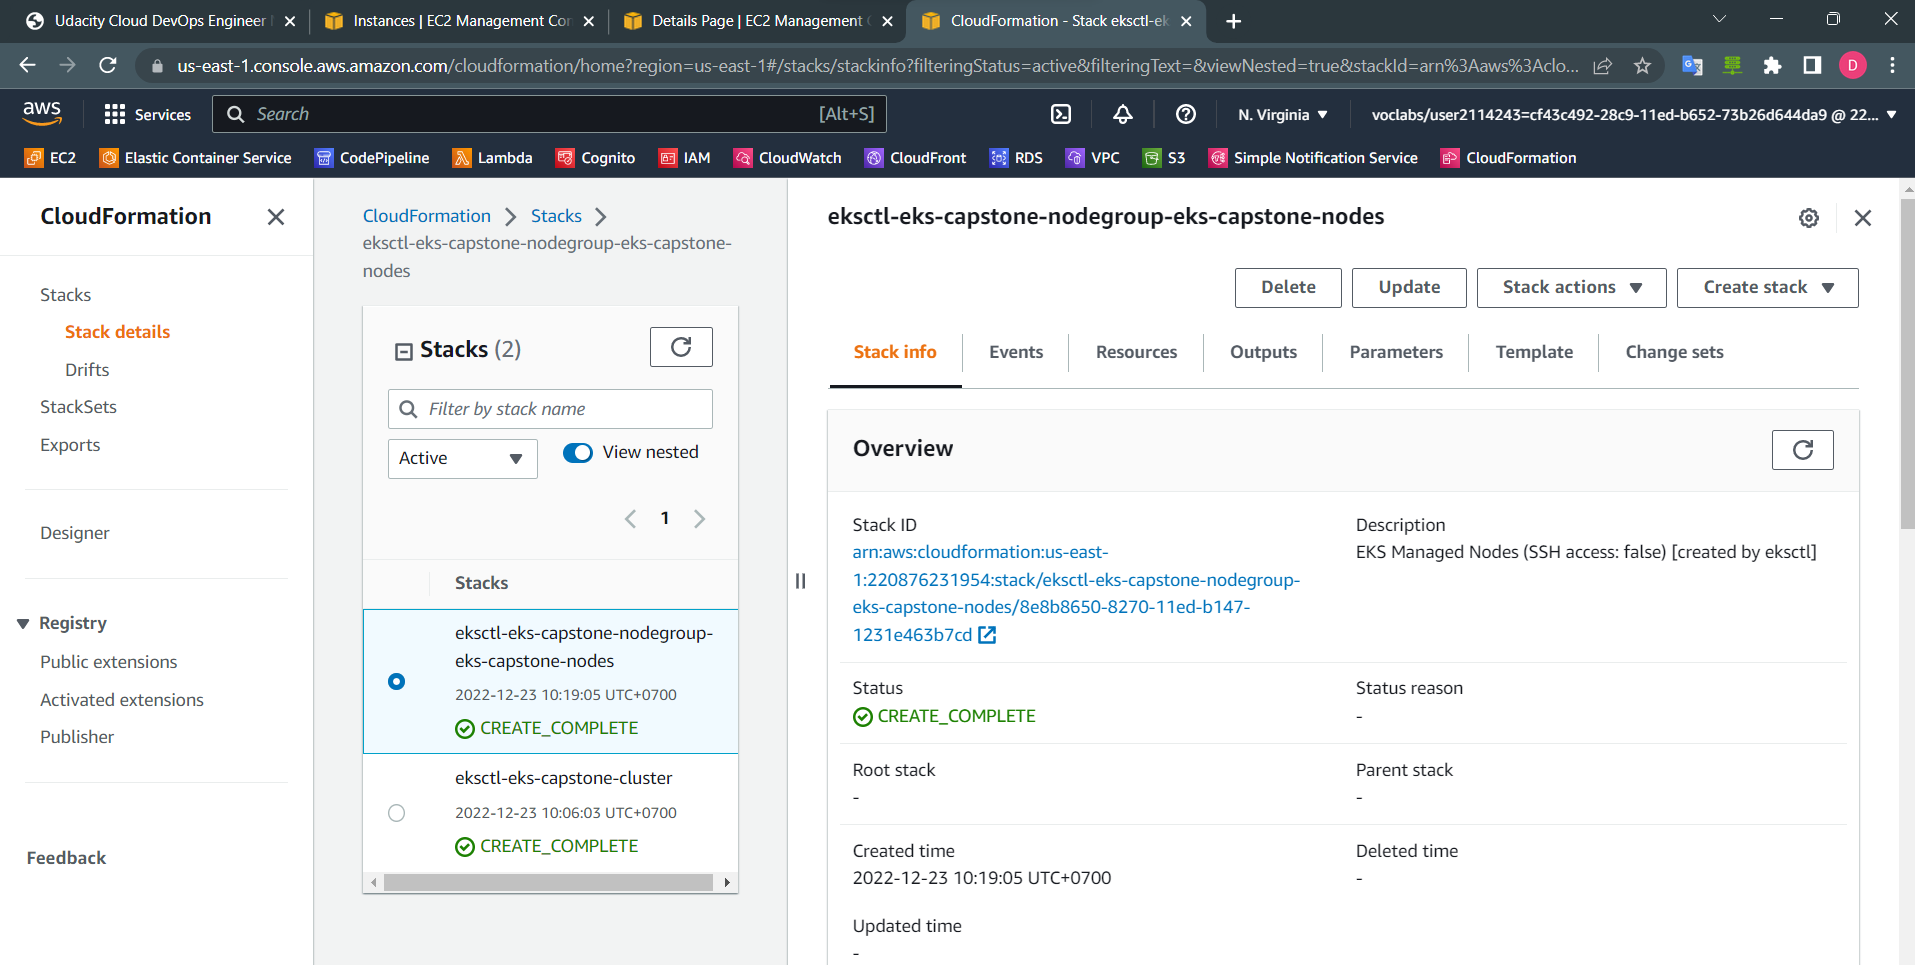 Udacity Cloud DevOps Engineer
Instances | EC2 Management Con
Details Page | EC2 Management
CloudFormation - Stack eksctl-ek
us-east-1.console.aws.amazon.com/cloudformation/home?region=us-east-1#/stacks/stackinfo?filteringStatus=active&filteringText=&viewNested=true&stackId=arn%3Aaws%3Aclo...
D
aws
Services
Search
[Alt+S]
N. Virginia
voclabs/user2114243=cf43c492-28c9-11ed-b652-73b26d644da9 @ 22...
EC2
Elastic Container Service
CodePipeline
Lambda
Cognito
IAM
CloudWatch
CloudFront
RDS
VPC
S3
Simple Notification Service
CloudFormation
CloudFormation
Stacks
Stack details
Drifts
StackSets
Exports
Designer
Registry
Public extensions
Activated extensions
Publisher
Feedback
CloudFormation
Stacks
eksctl-eks-capstone-nodegroup-eks-capstone-
nodes
Stacks (2)
Filter by stack name
Active
View nested
1
Stacks
eksctl-eks-capstone-nodegroup-
eks-capstone-nodes
2022-12-23 10:19:05 UTC+0700
CREATE_COMPLETE
eksctl-eks-capstone-cluster
2022-12-23 10:06:03 UTC+0700
CREATE_COMPLETE
eksctl-eks-capstone-nodegroup-eks-capstone-nodes
Delete
Update
Stack actions
Create stack
Stack info
Events
Resources
Outputs
Parameters
Template
Change sets
Overview
Stack ID
arn:aws:cloudformation:us-east-
1:220876231954:stack/eksctl-eks-capstone-nodegroup-
eks-capstone-nodes/8e8b8650-8270-11ed-b147-
1231e463b7cd
Description
EKS Managed Nodes (SSH access: false) [created by eksctl]
Status
CREATE_COMPLETE
Status reason
-
Root stack
-
Parent stack
-
Created time
2022-12-23 10:19:05 UTC+0700
Deleted time
-
Updated time
-